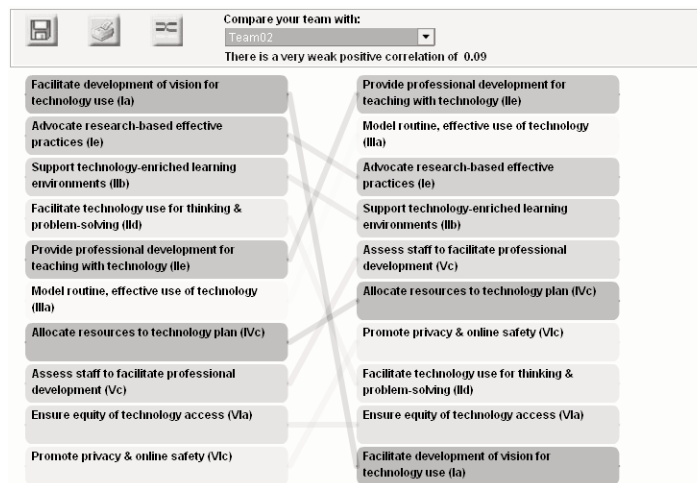 Compare your team with:
Team02
There is a very weak positive correlation of 0.09
Facilitate development of vision for
technology use (Ia)
Advocate research-based effective
practices (Ie)
Support technology-enriched learning
environments (IIb)
Facilitate technology use for thinking &
problem-solving (IId)
Provide professional development for
teaching with technology (IIe)
Model routine, effective use of technology
(IIIa)
Allocate resources to technology plan (IVc)
Assess staff to facilitate professional
development (Vc)
Ensure equity of technology access (VIa)
Promote privacy & online safety (VIc)
Provide professional development for
teaching with technology (IIe)
Model routine, effective use of technology
(IIIa)
Advocate research-based effective
practices (Ie)
Support technology-enriched learning
environments (IIb)
Assess staff to facilitate professional
development (Vc)
Allocate resources to technology plan (IVc)
Promote privacy & online safety (VIc)
Facilitate technology use for thinking &
problem-solving (IId)
Ensure equity of technology access (VIa)
Facilitate development of vision for
technology use (Ia)